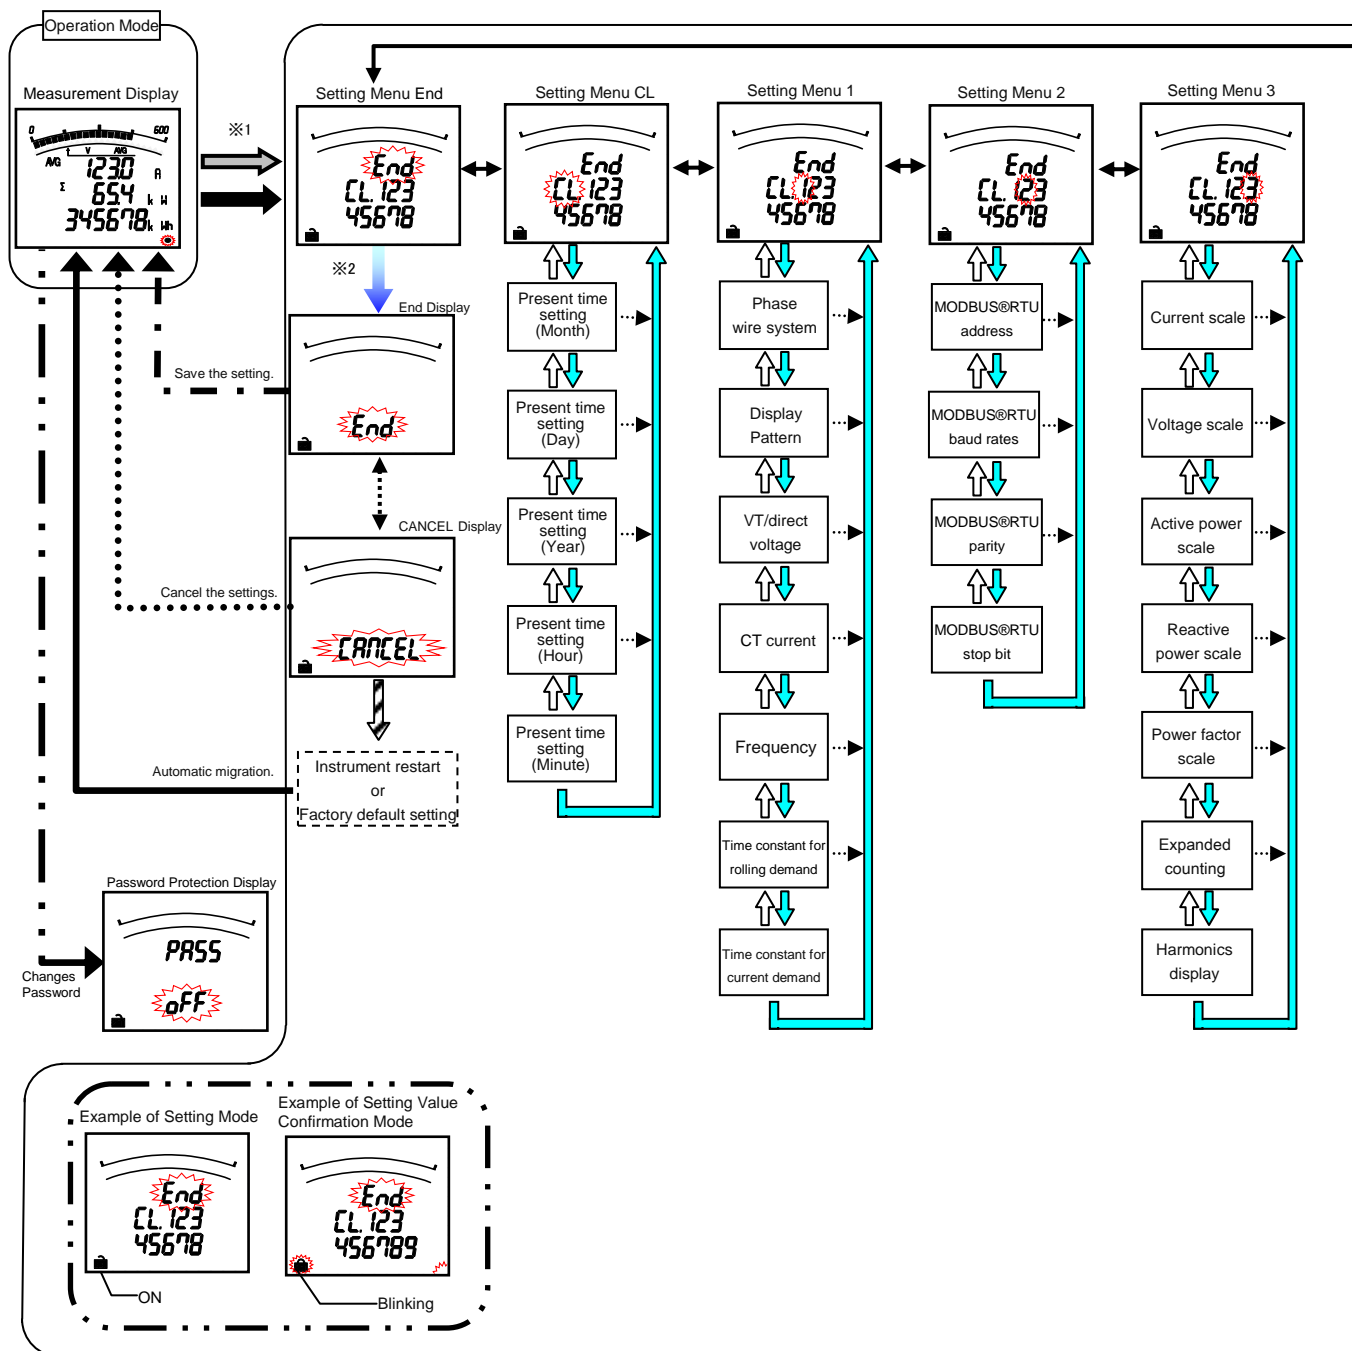 Operation Mode
Measurement Display
0
600
V
AVG
AVG
123.0
A
Σ
65.4
k W
345678
k Wh
※1
Setting Menu End
End
CL.123
45678
※2
End Display
End
Save the setting.
CANCEL Display
CANCEL
Cancel the settings.
Automatic migration.
Instrument restart
or
Factory default setting
Password Protection Display
PASS
oFF
Changes
Password
Setting Menu CL
End
CL.123
45678
Present time
setting
(Month)
Present time
setting
(Day)
Present time
setting
(Year)
Present time
setting
(Hour)
Present time
setting
(Minute)
Setting Menu 1
End
CL.123
45678
Phase
wire system
Display
Pattern
VT/direct
voltage
CT current
Frequency
Time constant for
rolling demand
Time constant for
current demand
Setting Menu 2
End
CL.123
45678
MODBUS®RTU
address
MODBUS®RTU
baud rates
MODBUS®RTU
parity
MODBUS®RTU
stop bit
Setting Menu 3
End
CL.123
45678
Current scale
Voltage scale
Active power
scale
Reactive
power scale
Power factor
scale
Expanded
counting
Harmonics
display
Example of Setting Mode
End
CL.123
45678
ON
Example of Setting Value
Confirmation Mode
End
CL.123
456789
Blinking